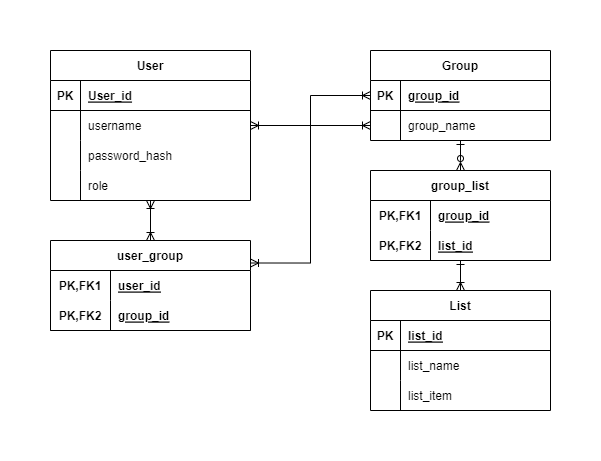 User
PK User_id
username
password_hash
role
Group
PK group_id
group_name
user_group
PK,FK1 user_id
PK,FK2 group_id
group_list
PK,FK1 group_id
PK,FK2 list_id
List
PK list_id
list_name
list_item